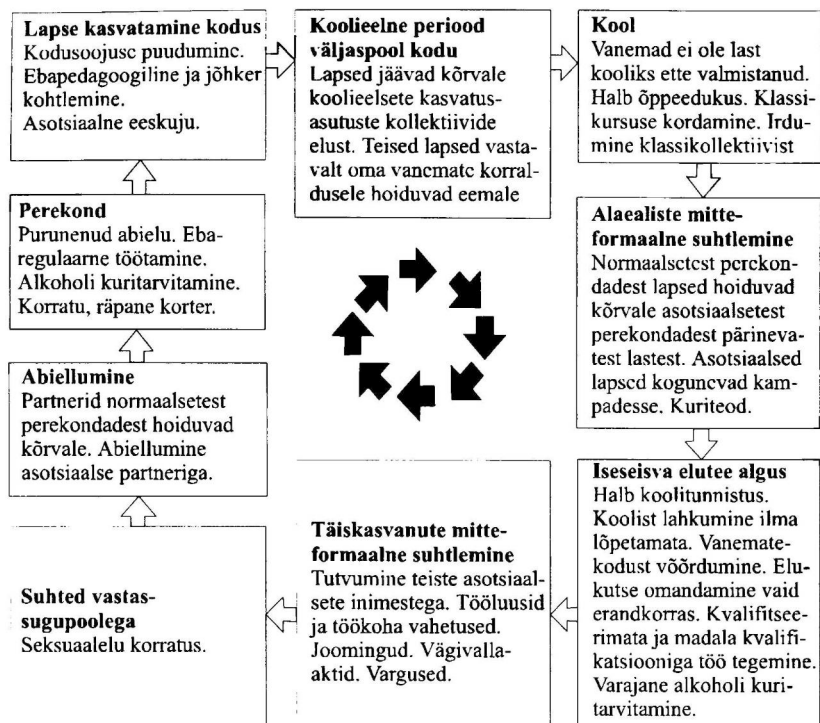 Lapse kasvatamine kodus
Kodusoojuse puudumine.
Ebapedagoogiline ja jõhker
kohtlemine.
Asotsiaalne eeskuju.
Koolieelne periood
väljaspool kodu
Lapsed jäävad kõrvale
koolieelsete kasvatus-
asutuste kollektiivide
elust. Teised lapsed vasta-
valt oma vanemate korral-
dusele hoiduvad eemale
Kool
Vanemad ei ole last
kooliks ette valmistanud.
Halb õppeedukus. Klassi-
kursuse kordamine. Irdu-
mine klassikollektiivist
Alaealiste mitte-
formaalne suhtlemine
Normaalsetest perekon-
dadest lapsed hoiduvad
kõrvale asotsiaalsetest
perekondadest pärineva-
test lastest. Asotsiaalsed
lapsed kogunevad kam-
padesse. Kuriteod.
Iseseisva elutee algus
Halb koolitunnistus.
Koolist lahkumine ilma
lõpetamata. Vanemate-
kodust võõrdumine. Elu-
kutse omandamine vaid
erandkorras. Kvalifitsee-
rimata ja madala kvalifi-
katsiooniga töö tegemine.
Varajane alkoholi kuri-
tarvitamine.
Täiskasvanute mitte-
formaalne suhtlemine
Tutvumine teiste asotsiaal-
sete inimestega. Tööluusid
ja töökoha vahetused.
Joomingud. Vägivalla-
aktid. Vargused.
Suhted vastas-
sugupoolega
Seksuaalelu korratus.
Abiellumine
Partnerid normaalsetest
perekondadest hoiduvad
kõrvale. Abiellumine
asotsiaalse partneriga.
Perekond
Purunenud abielu. Eba-
regulaarne töötamine.
Alkoholi kuritarvitamine.
Korratu, räpane korter.